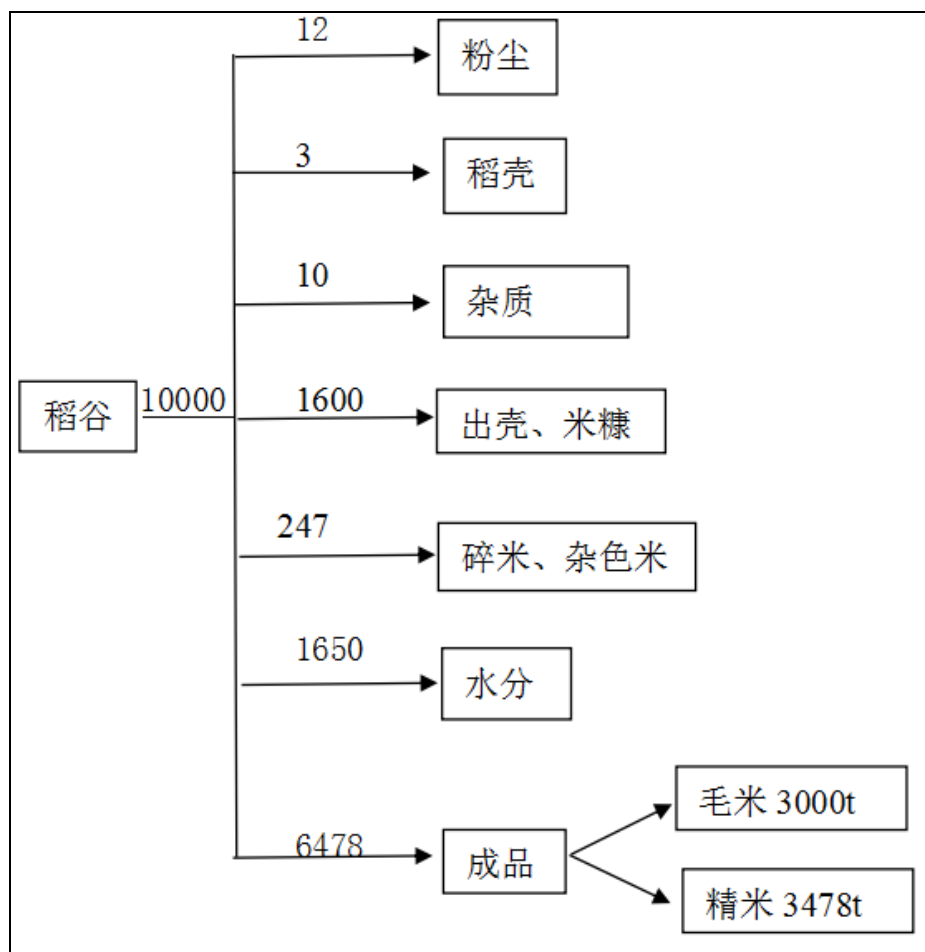 12
粉尘
3
稻壳
10
杂质
稻谷
10000
1600
出壳、米糠
247
碎米、杂色米
1650
水分
6478
成品
毛米 3000t
精米 3478t